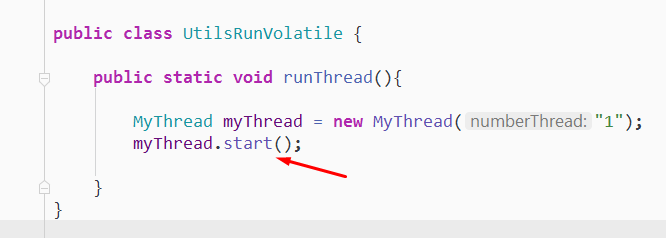 public class UtilsRunVolatile {
public static void runThread(){
MyThread myThread = new MyThread( numberThread: "1");
myThread.start();
}
}